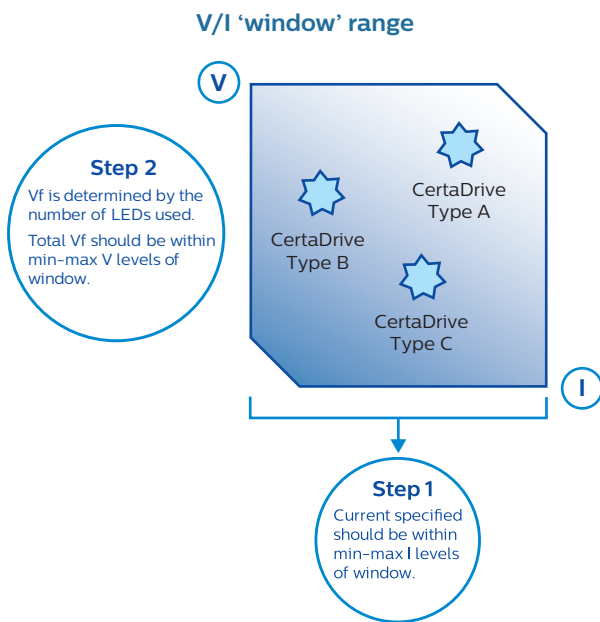 V/I ‘window’ range
V
Step 2
Vf is determined by the
number of LEDs used.
Total Vf should be within
min-max V levels of
window.
CertaDrive
Type A
CertaDrive
Type B
CertaDrive
Type C
I
Step 1
Current specified
should be within
min-max I levels
of window.